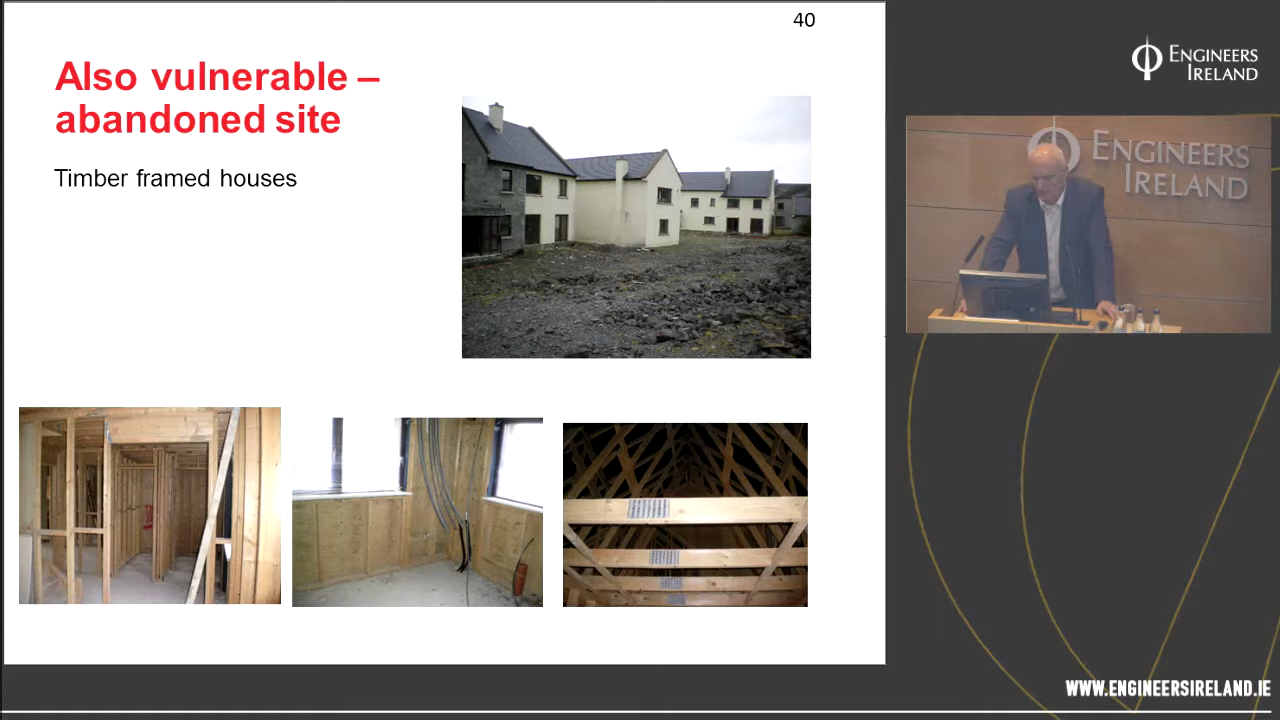 40
Also vulnerable –
abandoned site
Timber framed houses
ENGINEERS
IRELAND
ENGINEERS
IRELAND
WWW.ENGINEERSIRELAND.IE